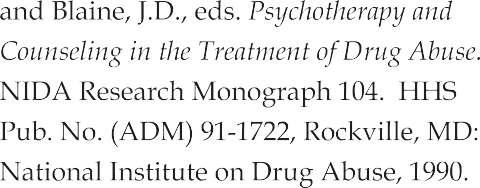 and Blaine, J.D., eds. Psychotherapy and
Counseling in the Treatment of Drug Abuse.
NIDA Research Monograph 104.  HHS
Pub. No. (ADM) 91-1722, Rockville, MD:
National Institute on Drug Abuse, 1990.